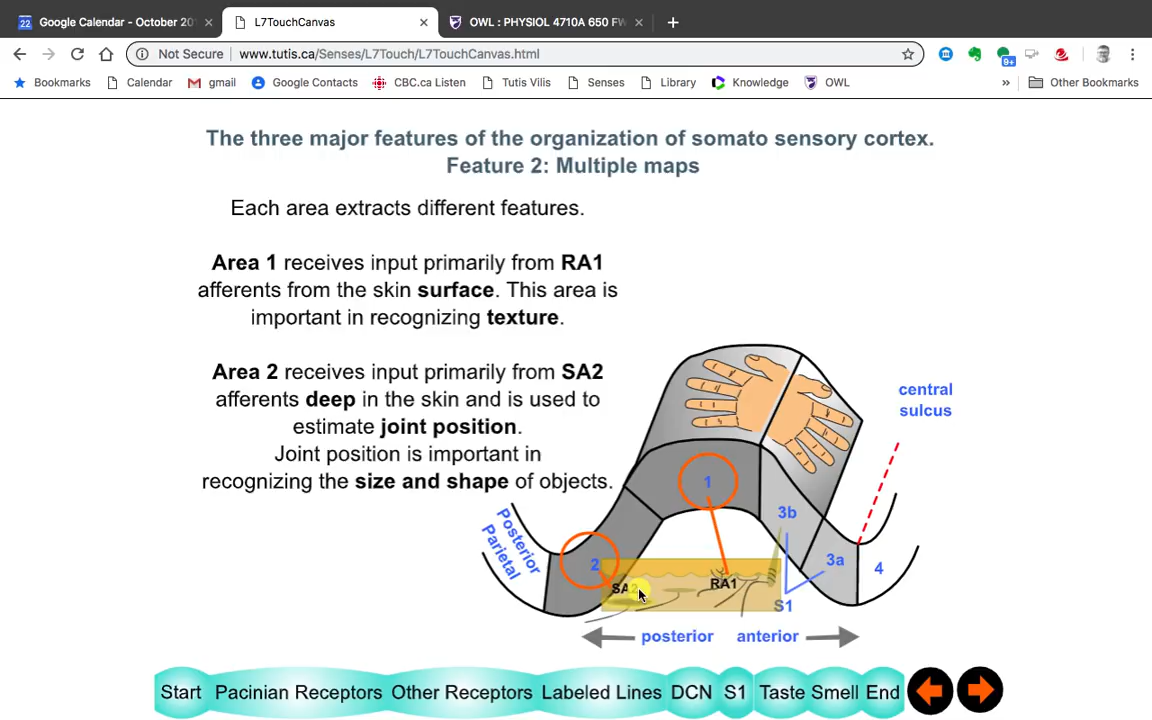 22 Google Calendar - October 20
L7TouchCanvas
OWL : PHYSIOL 4710A 650 FW
Not Secure www.tutis.ca/Senses/L7Touch/L7TouchCanvas.html
9+
Bookmarks Calendar gmail Google Contacts CBC.ca Listen Tutis Vilis Senses Library Knowledge OWL » Other Bookmarks
The three major features of the organization of somato sensory cortex.
Feature 2: Multiple maps
Each area extracts different features.
Area 1 receives input primarily from RA1
afferents from the skin surface. This area is
important in recognizing texture.
Area 2 receives input primarily from SA2
afferents deep in the skin and is used to
estimate joint position.
Joint position is important in
recognizing the size and shape of objects.
central
sulcus
1
3b
Posterior
Parietal
2
3a
4
SA2
RA1
S1
posterior anterior
Start Pacinian Receptors Other Receptors Labeled Lines DCN S1 Taste Smell End